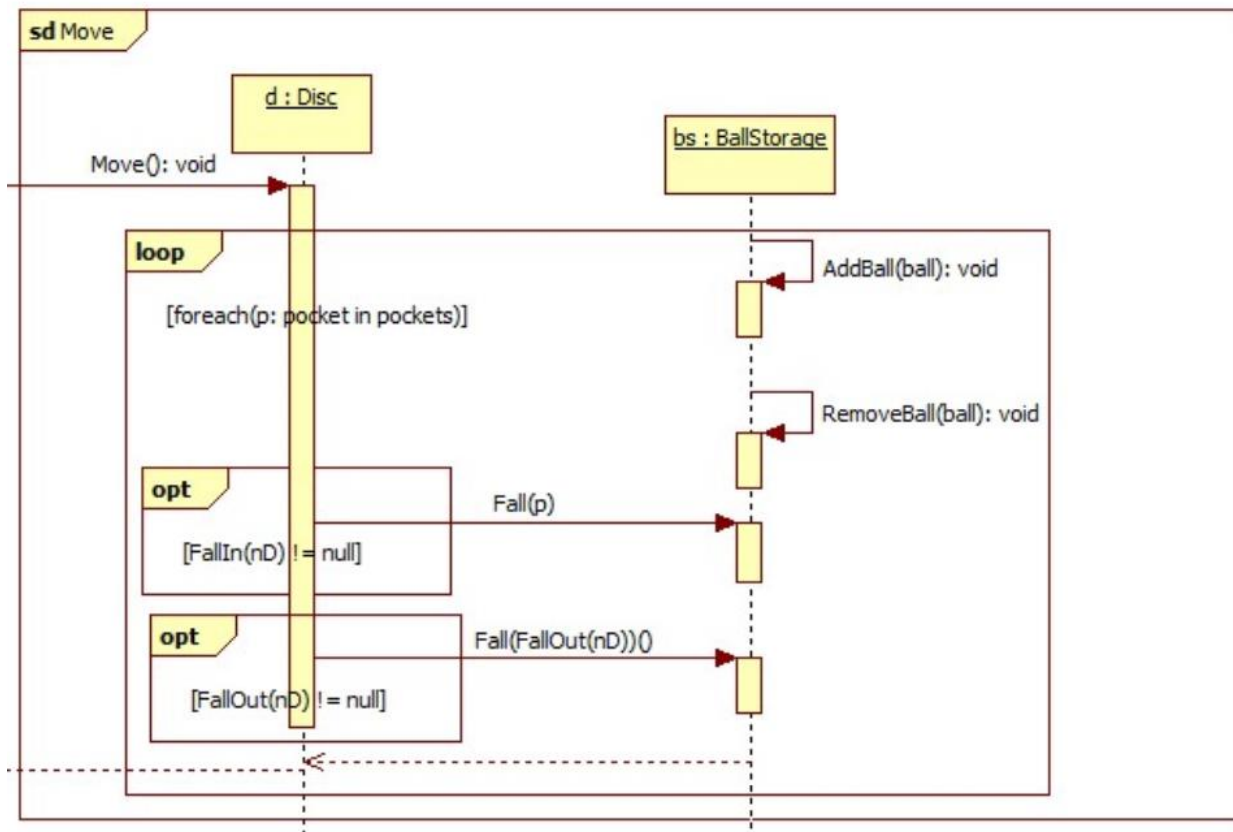 sd Move
d : Disc
bs : BallStorage
Move(): void
loop
AddBall(ball): void
[foreach(p: pocket in pockets)]
RemoveBall(ball): void
opt
Fall(p)
[FallIn(nD) != null]
opt
Fall(FallOut(nD))()
[FallOut(nD) != null]